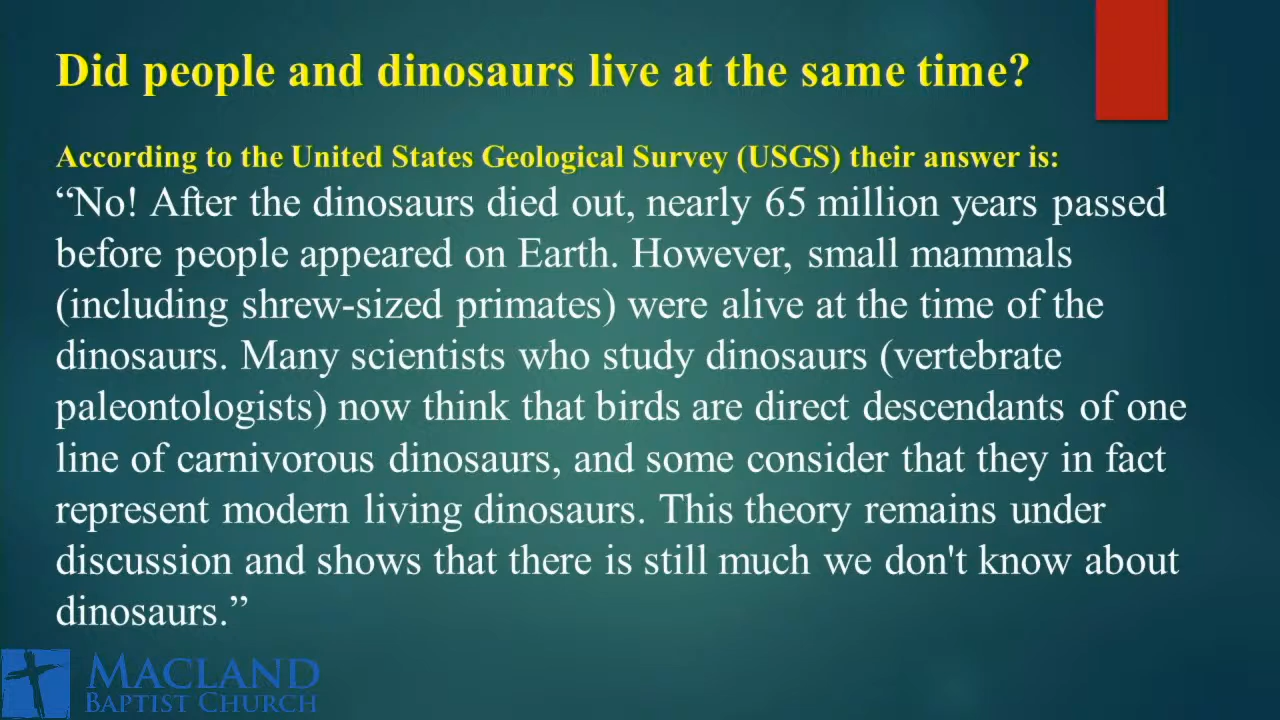 Did people and dinosaurs live at the same time?
According to the United States Geological Survey (USGS) their answer is:
“No! After the dinosaurs died out, nearly 65 million years passed
before people appeared on Earth. However, small mammals
(including shrew-sized primates) were alive at the time of the
dinosaurs. Many scientists who study dinosaurs (vertebrate
paleontologists) now think that birds are direct descendants of one
line of carnivorous dinosaurs, and some consider that they in fact
represent modern living dinosaurs. This theory remains under
discussion and shows that there is still much we don't know about
dinosaurs.”
MACLAND
BAPTIST CHURCH